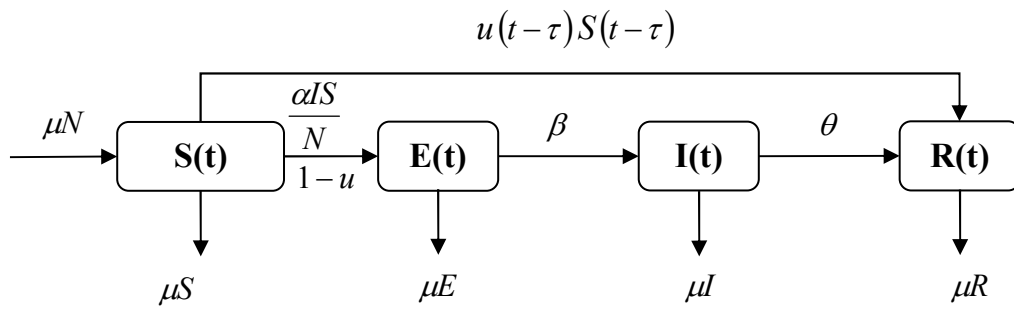 u(t−τ)S(t−τ)
μN
S(t)
αIS
N
1−u
E(t)
β
I(t)
θ
R(t)
μS
μE
μI
μR